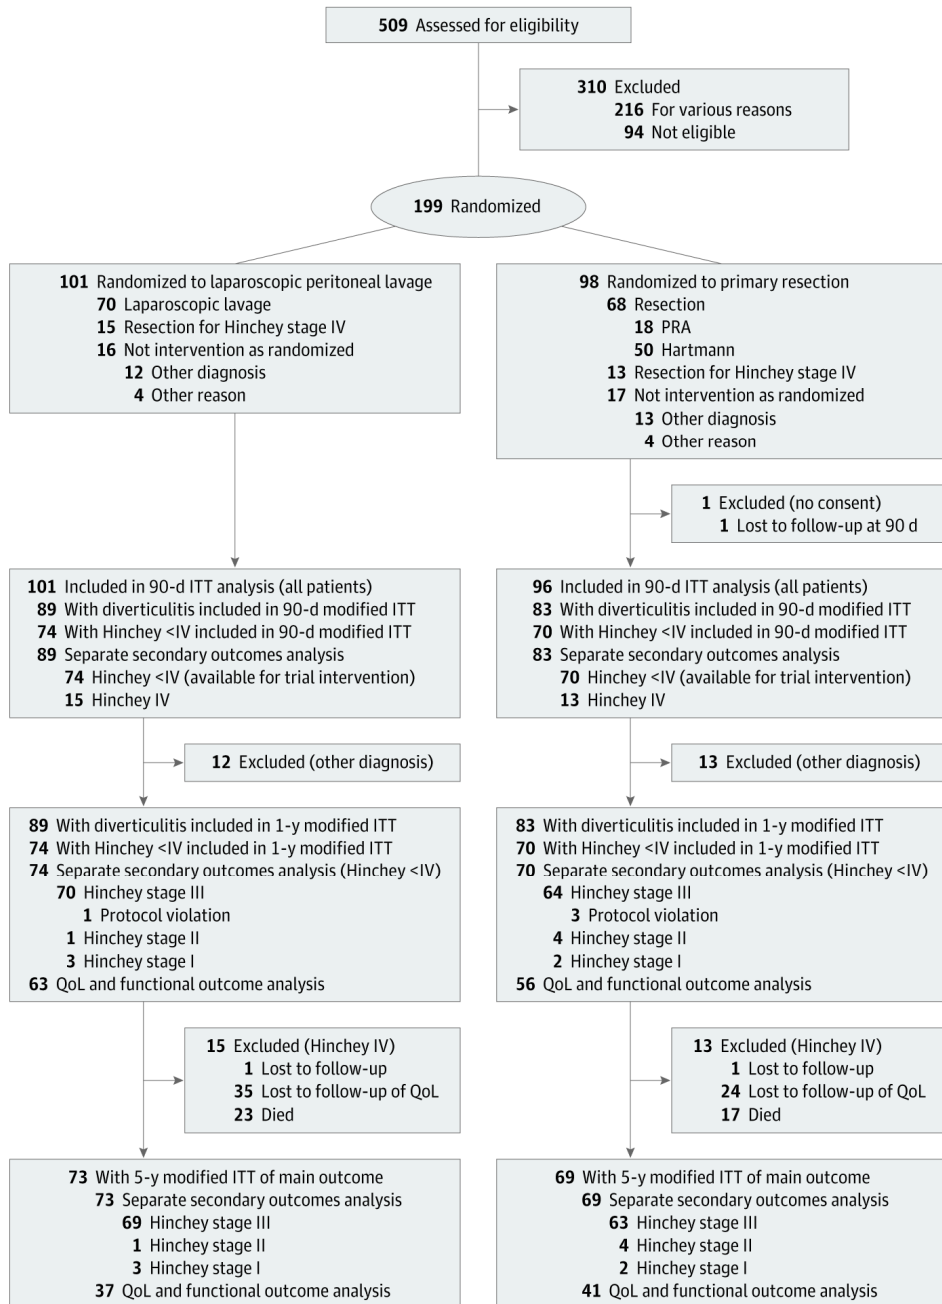 509 Assessed for eligibility
310 Excluded
216 For various reasons
94 Not eligible
199 Randomized
101 Randomized to laparoscopic peritoneal lavage
70 Laparoscopic lavage
15 Resection for Hinchey stage IV
16 Not intervention as randomized
12 Other diagnosis
4 Other reason
98 Randomized to primary resection
68 Resection
18 PRA
50 Hartmann
13 Resection for Hinchey stage IV
17 Not intervention as randomized
13 Other diagnosis
4 Other reason
1 Excluded (no consent)
1 Lost to follow-up at 90 d
101 Included in 90-d ITT analysis (all patients)
89 With diverticulitis included in 90-d modified ITT
74 With Hinchey <IV included in 90-d modified ITT
89 Separate secondary outcomes analysis
74 Hinchey <IV (available for trial intervention)
15 Hinchey IV
96 Included in 90-d ITT analysis (all patients)
83 With diverticulitis included in 90-d modified ITT
70 With Hinchey <IV included in 90-d modified ITT
83 Separate secondary outcomes analysis
70 Hinchey <IV (available for trial intervention)
13 Hinchey IV
12 Excluded (other diagnosis)
13 Excluded (other diagnosis)
89 With diverticulitis included in 1-y modified ITT
74 With Hinchey <IV included in 1-y modified ITT
74 Separate secondary outcomes analysis (Hinchey <IV)
70 Hinchey stage III
1 Protocol violation
1 Hinchey stage II
3 Hinchey stage I
63 QoL and functional outcome analysis
83 With diverticulitis included in 1-y modified ITT
70 With Hinchey <IV included in 1-y modified ITT
70 Separate secondary outcomes analysis (Hinchey <IV)
64 Hinchey stage III
3 Protocol violation
4 Hinchey stage II
2 Hinchey stage I
56 QoL and functional outcome analysis
15 Excluded (Hinchey IV)
1 Lost to follow-up
35 Lost to follow-up of QoL
23 Died
13 Excluded (Hinchey IV)
1 Lost to follow-up
24 Lost to follow-up of QoL
17 Died
73 With 5-y modified ITT of main outcome
73 Separate secondary outcomes analysis
69 Hinchey stage III
1 Hinchey stage II
3 Hinchey stage I
37 QoL and functional outcome analysis
69 With 5-y modified ITT of main outcome
69 Separate secondary outcomes analysis
63 Hinchey stage III
4 Hinchey stage II
2 Hinchey stage I
41 QoL and functional outcome analysis